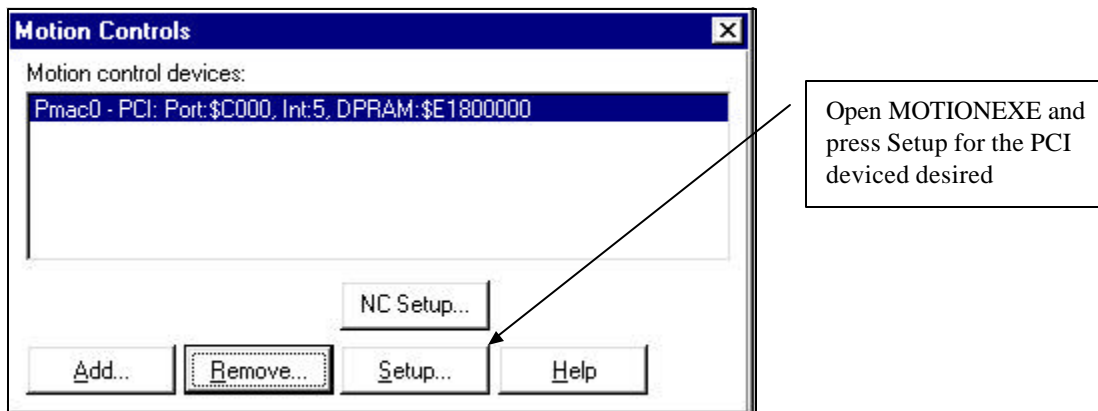 Motion Controls
Motion control devices:
Pmac0 - PCI: Port:$C000, Int:5, DPRAM:$E1800000
Open MOTIONEXE and
press Setup for the PCI
deviced desired
NC Setup...
Add...
Remove...
Setup...
Help